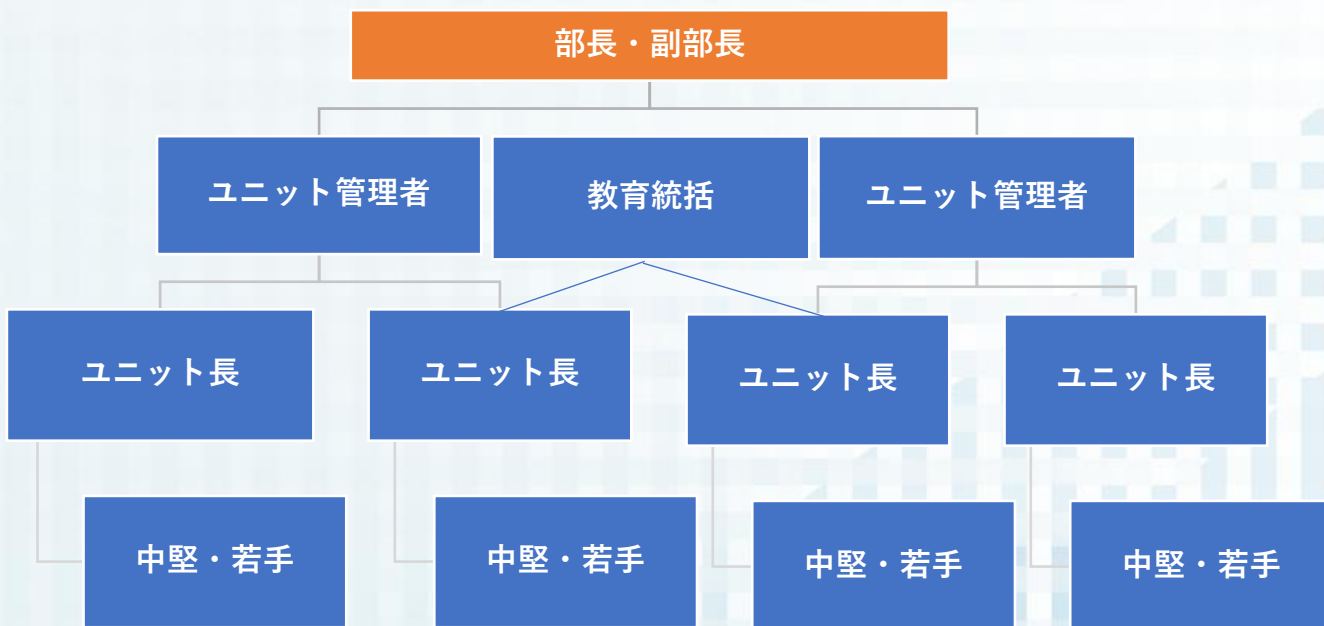 部長・副部長
ユニット管理者
教育統括
ユニット管理者
ユニット長
ユニット長
ユニット長
ユニット長
中堅・若手
中堅・若手
中堅・若手
中堅・若手